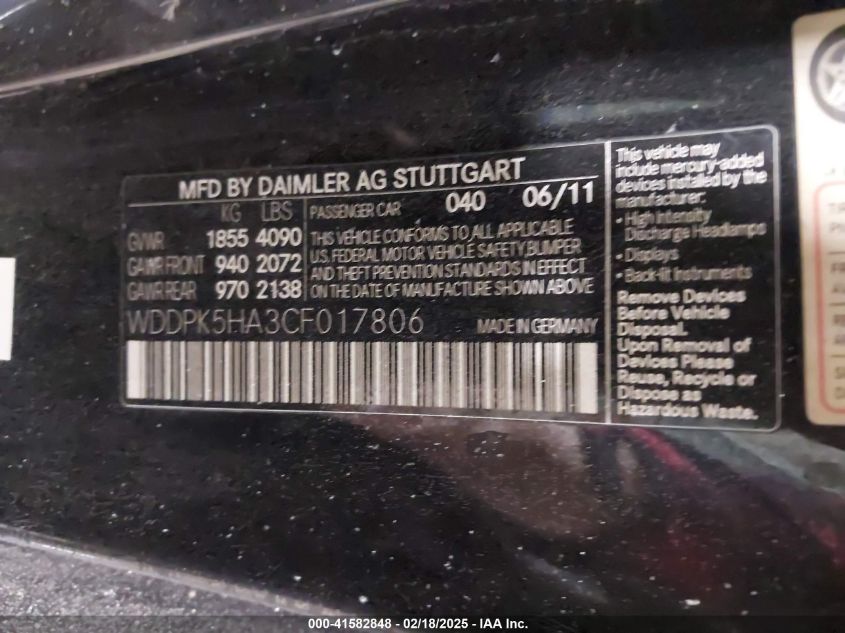 MFD BY DAIMLER AG STUTTGART
KG LBS
GVWR 1855 4090
GAWR FRONT 940 2072
GAWR REAR 970 2138
PASSENGER CAR 040 06/11
THIS VEHICLE CONFORMS TO ALL APPLICABLE
U.S. FEDERAL MOTOR VEHICLE SAFETY, BUMPER
AND THEFT PREVENTION STANDARDS IN EFFECT
ON THE DATE OF MANUFACTURE SHOWN ABOVE
WDDPK5HA3CF017806 MADE IN GERMANY
This vehicle may
include mercury-added
devices installed by the
manufacturer:
• High Intensity
Discharge Headlamps
• Displays
• Back-lit Instruments
Remove Devices
Before Vehicle
Disposal.
Upon Removal of
Devices Please
Reuse, Recycle or
Dispose as
Hazardous Waste.
000-41582848 - 02/18/2025 - IAA Inc.